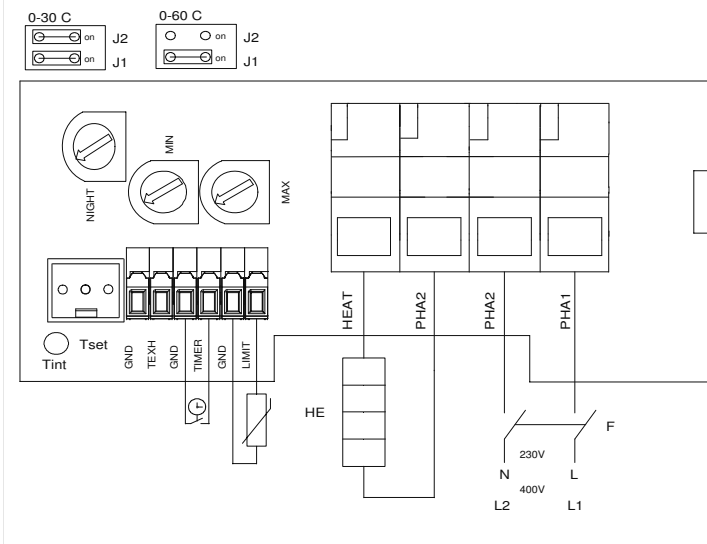 0-30 C
0-60 C
on J2
on J1
on J2
on J1
NIGHT
MIN
MAX
Tint
Tset
GND
TEXH
GND
TIMER
GND
LIMIT
HEAT
PHA2
PHA2
PHA1
HE
F
230V
N
L
400V
L2
L1